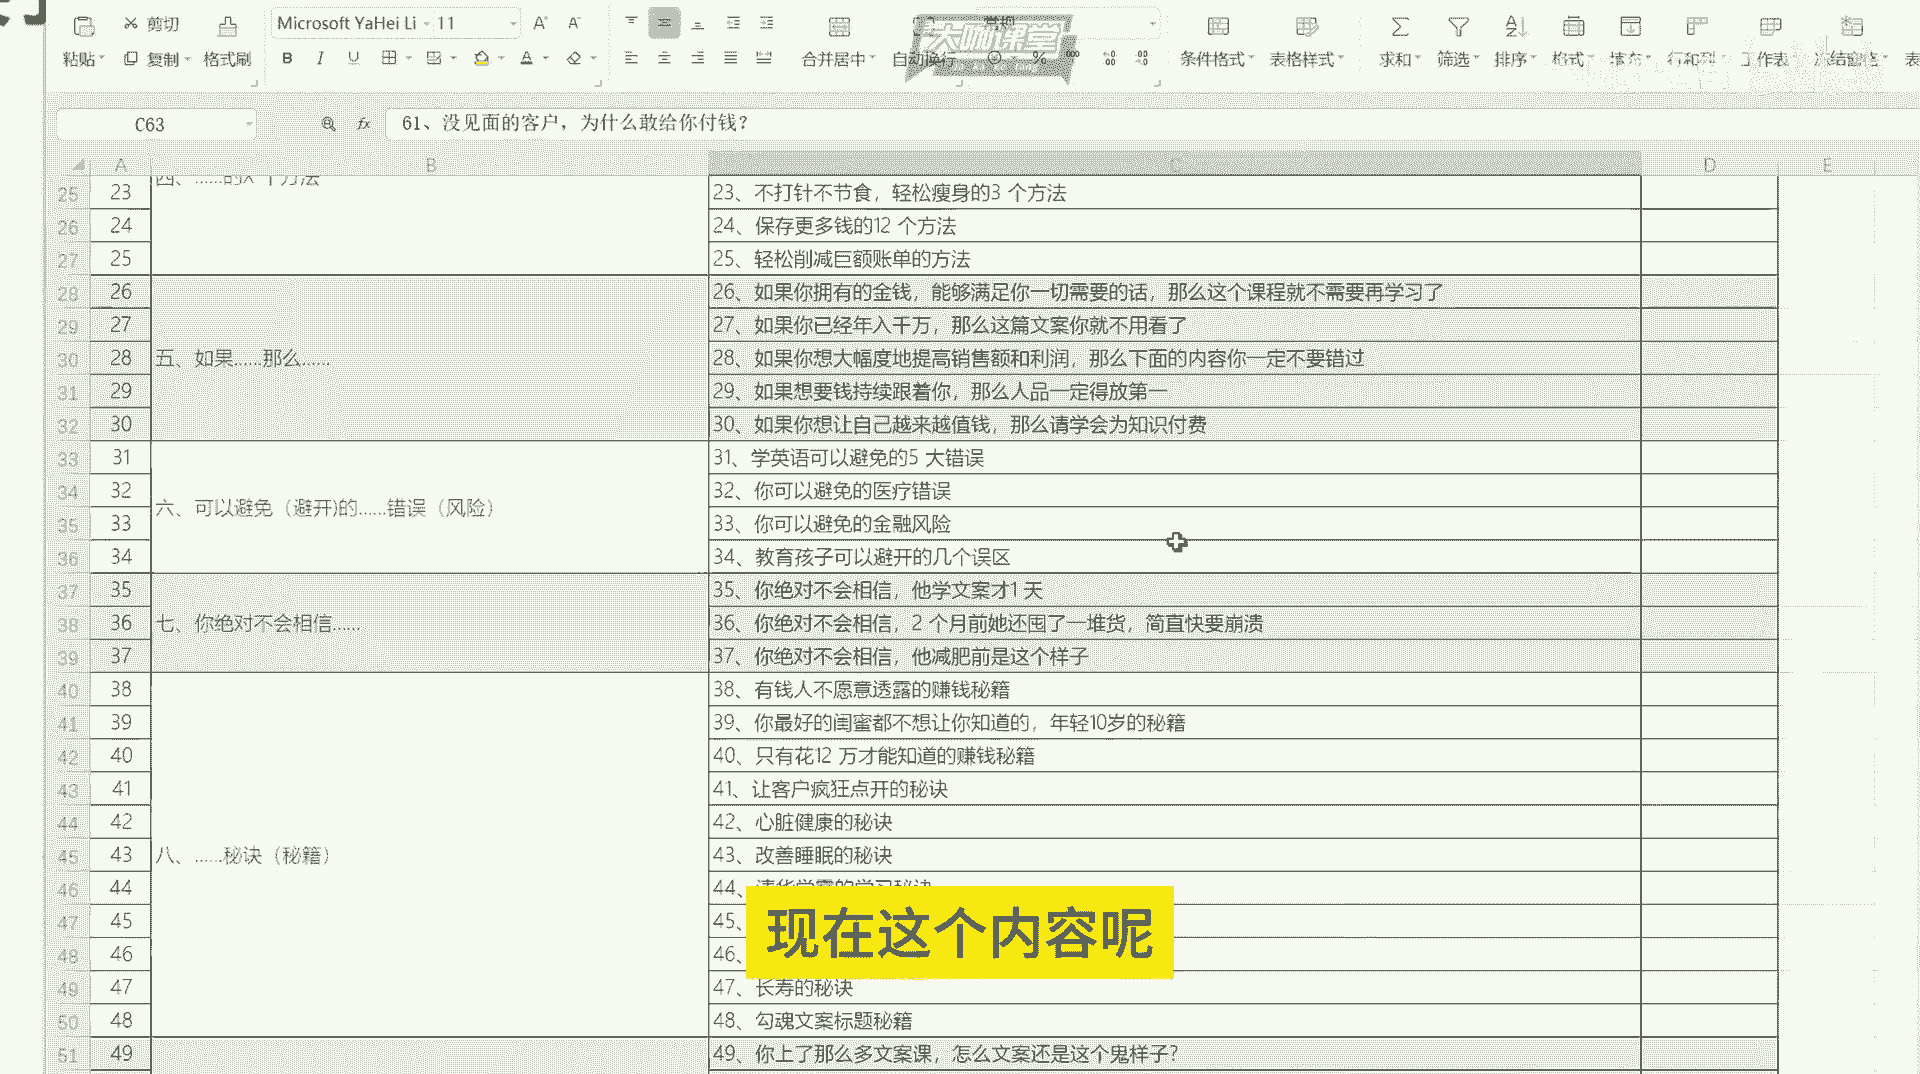 粘贴 剪切 复制 格式刷
Microsoft YaHei Li 11 A A
B I U A
合并居中 自动换行 常规
大咖课堂
条件格式 表格样式 求和 筛选 排序 格式 填充 行和列 工作表 冻结窗格 表
C63 fx 61、没见面的客户，为什么敢给你付钱？
A B C D E
四、……的X 个方法
25 23 23、不打针不节食，轻松瘦身的3 个方法
26 24 24、保存更多钱的12 个方法
27 25 25、轻松削减巨额账单的方法
28 26 26、如果你拥有的金钱，能够满足你一切需要的话，那么这个课程就不需要再学习了
29 27 27、如果你已经年入千万，那么这篇文案你就不用看了
30 28 五、如果……那么…… 28、如果你想大幅度地提高销售额和利润，那么下面的内容你一定不要错过
31 29 29、如果想要钱持续跟着你，那么人品一定得放第一
32 30 30、如果你想让自己越来越值钱，那么请学会为知识付费
33 31 31、学英语可以避免的5 大错误
34 32 32、你可以避免的医疗错误
六、可以避免（避开)的……错误（风险）
35 33 33、你可以避免的金融风险
36 34 34、教育孩子可以避开的几个误区
37 35 35、你绝对不会相信，他学文案才1 天
38 36 七、你绝对不会相信…… 36、你绝对不会相信，2 个月前她还囤了一堆货，简直快要崩溃
39 37 37、你绝对不会相信，他减肥前是这个样子
40 38 38、有钱人不愿意透露的赚钱秘籍
41 39 39、你最好的闺蜜都不想让你知道的，年轻10岁的秘籍
42 40 40、只有花12 万才能知道的赚钱秘籍
43 41 41、让客户疯狂点开的秘诀
44 42 42、心脏健康的秘诀
45 43 八、……秘诀（秘籍） 43、改善睡眠的秘诀
46 44 44、清华学霸的学习秘诀
47 45 45、
48 46 46、
49 47 47、长寿的秘诀
50 48 48、勾魂文案标题秘籍
51 49 49、你上了那么多文案课，怎么文案还是这个鬼样子？
现在这个内容呢